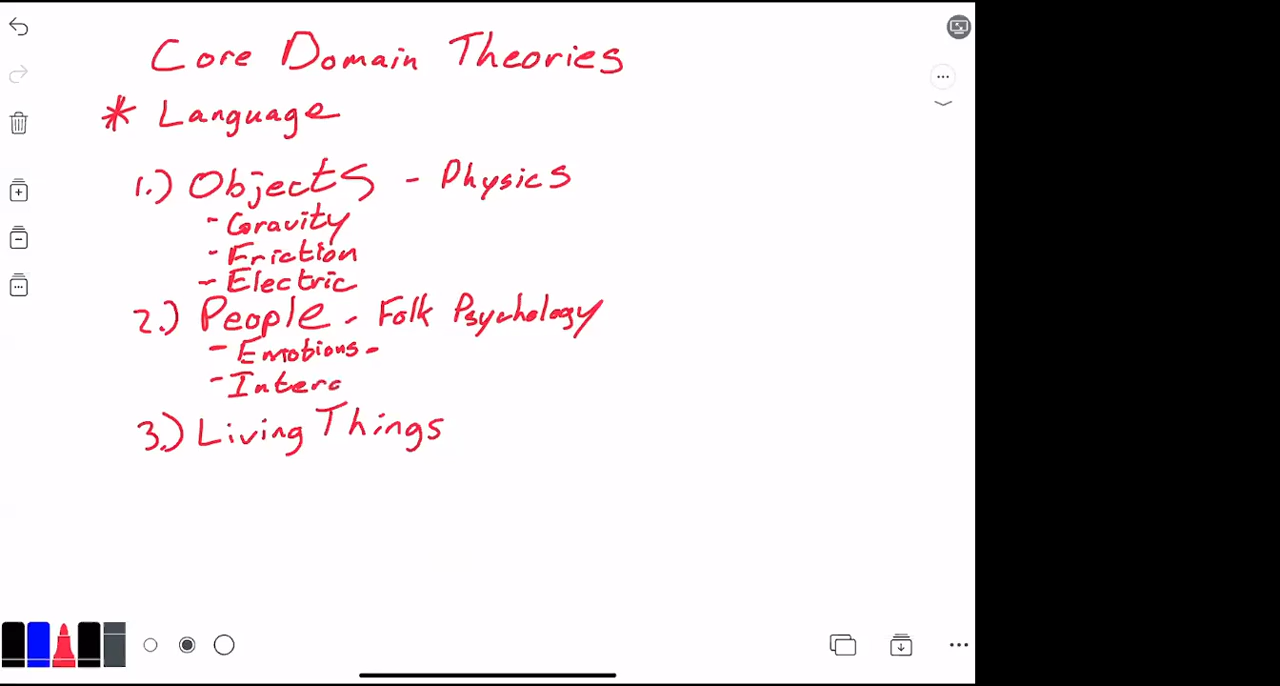 Core Domain Theories
* Language
1.) Objects - Physics
- Gravity
- Friction
- Electric
2.) People - Folk Psychology
- Emotions -
- Interc
3.) Living Things